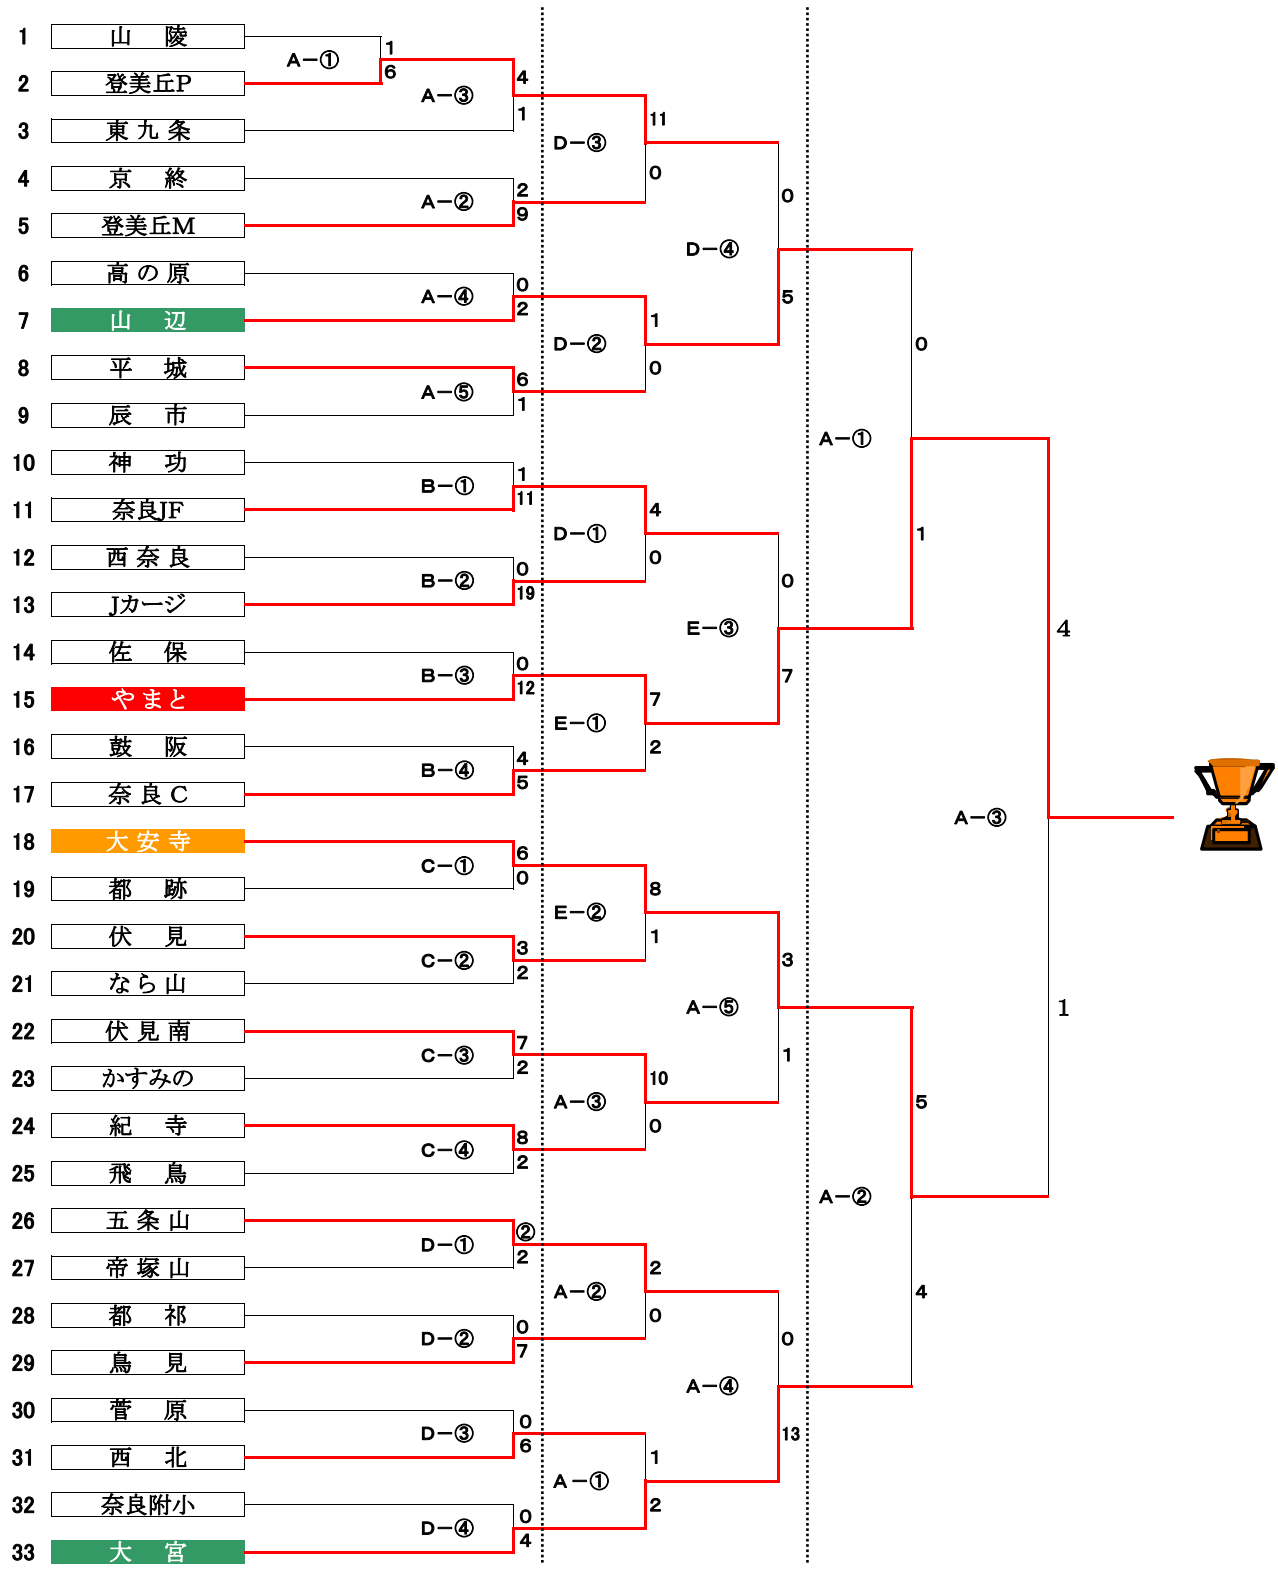 1 山 陵
1
A－①
2 登美丘P
6
4
A－③
3 東九条
1
11
D－③
4 京 終
0
2
A－②
0
5 登美丘M
9
D－④
6 高の原
0
A－④
5
7 山 辺
2
1
D－②
0
8 平 城
0
6
A－⑤
9 辰 市
1
A－①
10 神 功
1
B－①
11 奈良JF
11
4
D－①
1
12 西奈良
0
0
B－②
0
13 Jカージ
19
E－③
4
14 佐 保
0
B－③
7
15 やまと
12
7
E－①
16 鼓 阪
2
4
B－④
17 奈良C
5
A－③
18 大安寺
6
C－①
19 都 跡
0
8
E－②
20 伏 見
1
3
C－②
3
21 なら山
2
A－⑤
1
22 伏見南
7
C－③
1
23 かすみの
2
10
A－③
5
24 紀 寺
0
8
C－④
25 飛 鳥
2
A－②
26 五条山
②
D－①
27 帝塚山
2
2
A－②
4
28 都 祁
0
0
D－②
0
29 鳥 見
7
A－④
30 菅 原
0
D－③
13
31 西 北
6
1
A－①
32 奈良附小
2
0
D－④
33 大 宮
4